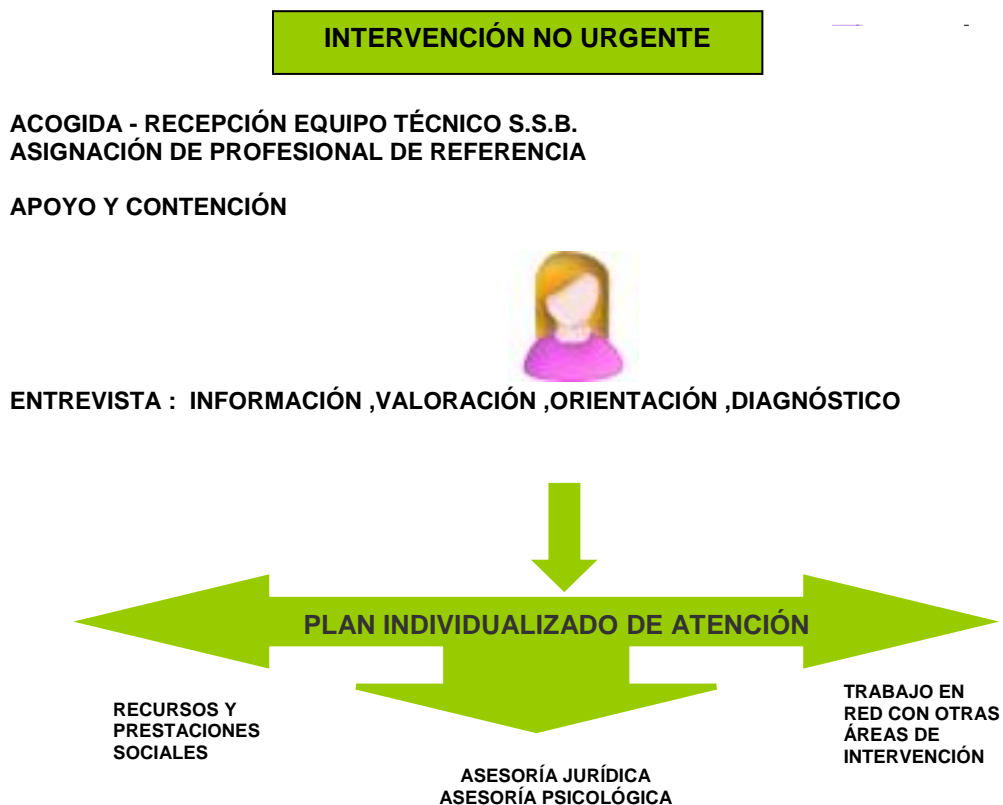 INTERVENCIÓN NO URGENTE
ACOGIDA - RECEPCIÓN EQUIPO TÉCNICO S.S.B.
ASIGNACIÓN DE PROFESIONAL DE REFERENCIA
APOYO Y CONTENCIÓN
ENTREVISTA : INFORMACIÓN ,VALORACIÓN ,ORIENTACIÓN ,DIAGNÓSTICO
PLAN INDIVIDUALIZADO DE ATENCIÓN
RECURSOS Y
PRESTACIONES
SOCIALES
ASESORÍA JURÍDICA
ASESORÍA PSICOLÓGICA
TRABAJO EN
RED CON OTRAS
ÁREAS DE
INTERVENCIÓN